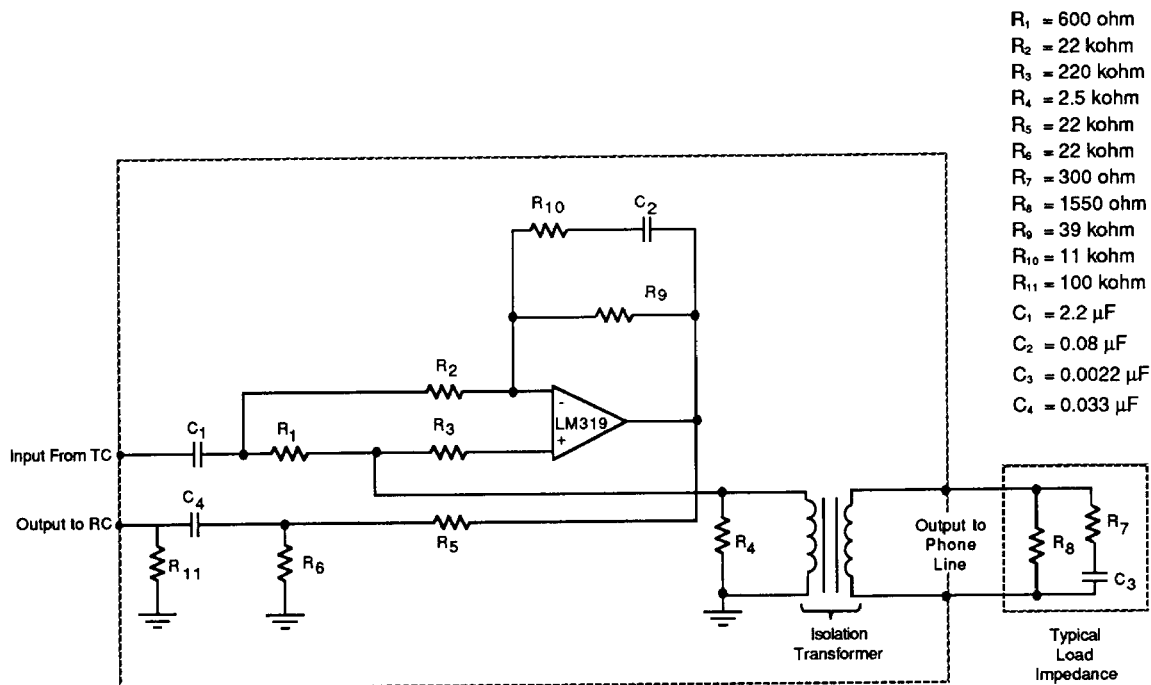 R₁ = 600 ohm
R₂ = 22 kohm
R₃ = 220 kohm
R₄ = 2.5 kohm
R₅ = 22 kohm
R₆ = 22 kohm
R₇ = 300 ohm
R₈ = 1550 ohm
R₉ = 39 kohm
R₁₀ = 11 kohm
R₁₁ = 100 kohm
C₁ = 2.2 µF
C₂ = 0.08 µF
C₃ = 0.0022 µF
C₄ = 0.033 µF
R₁₀
C₂
R₉
R₂
-
LM319
+
C₁
R₁
R₃
Input From TC
C₄
Output to RC
R₁₁
R₆
R₅
R₄
Output to
Phone
Line
R₈
R₇
C₃
Isolation
Transformer
Typical
Load
Impedance